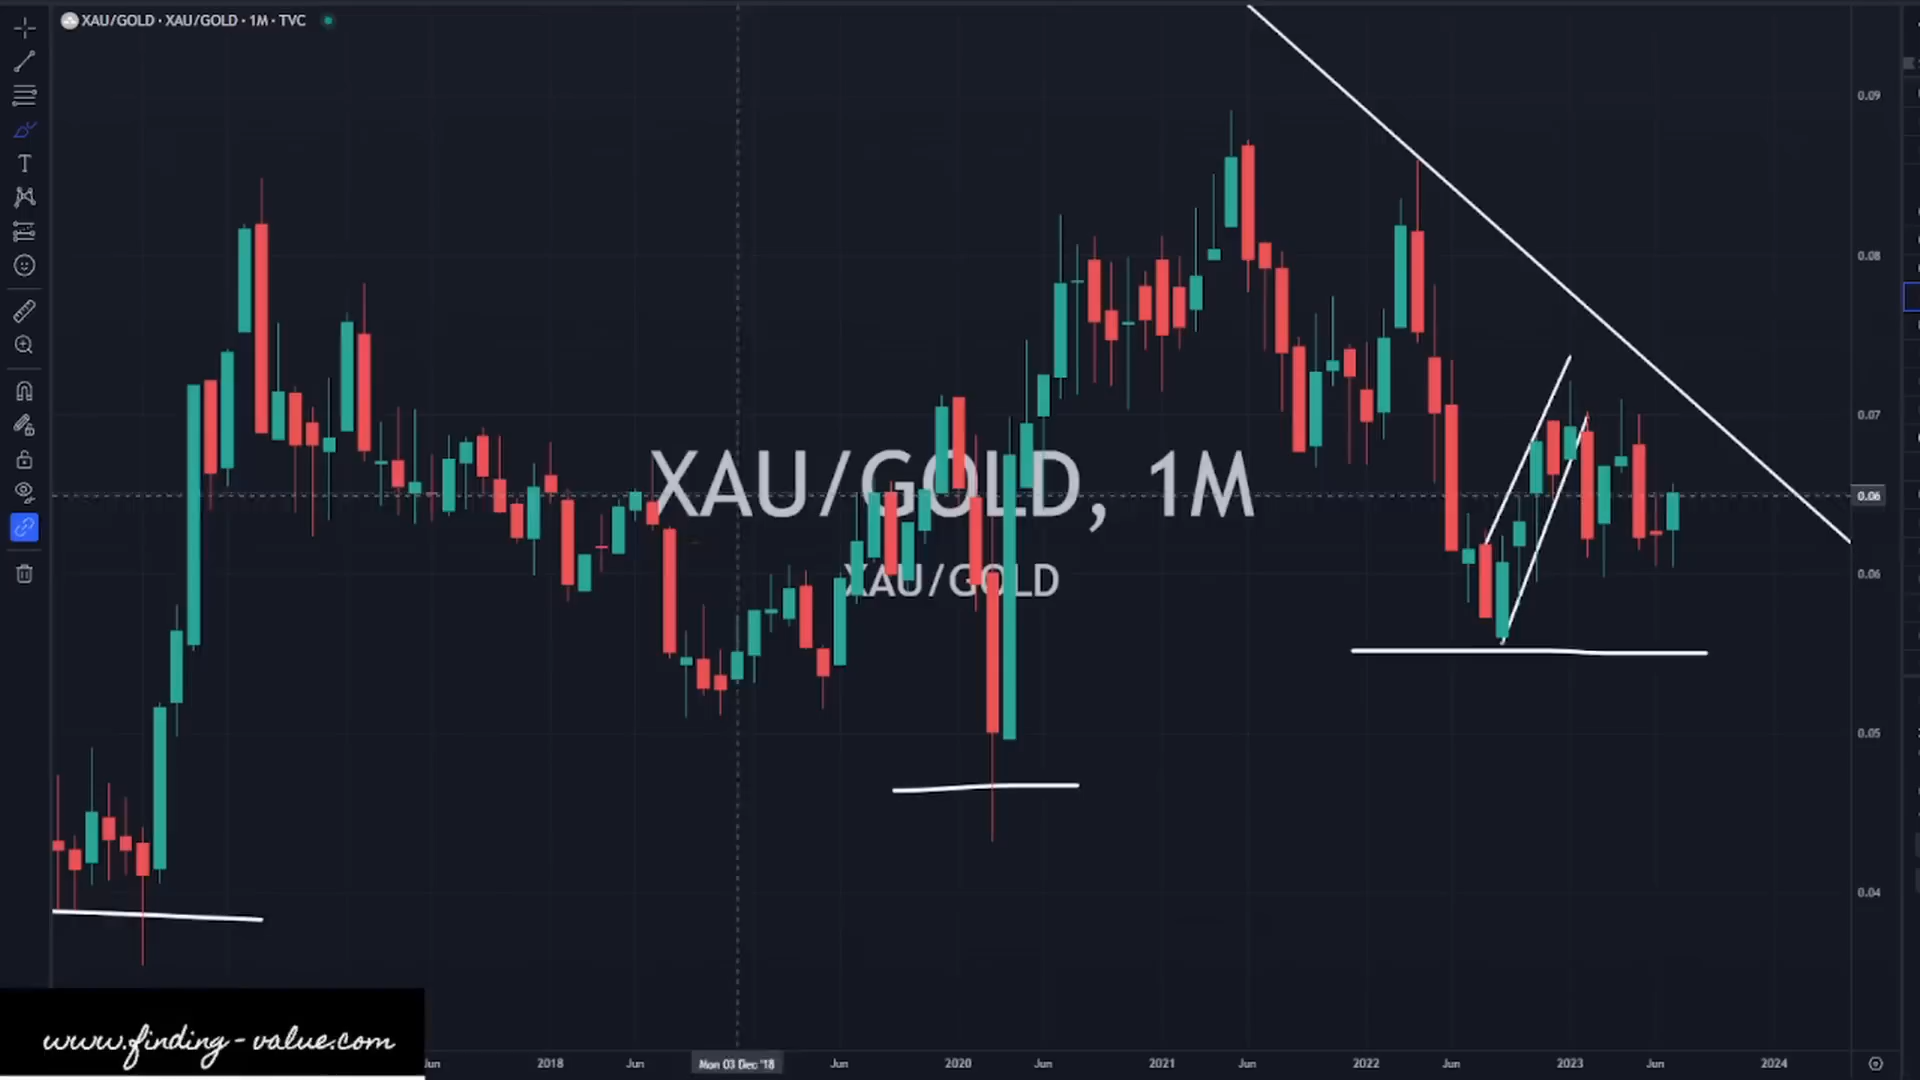 XAU/GOLD · XAU/GOLD · 1M · TVC
0.09
0.08
0.07
XAU/GOLD, 1M
0.06
XAU/GOLD
0.06
0.05
0.04
www.finding-value.com
Jun 2018 Jun Mon 03 Dec '18 Jun 2020 Jun 2021 Jun 2022 Jun 2023 Jun 2024